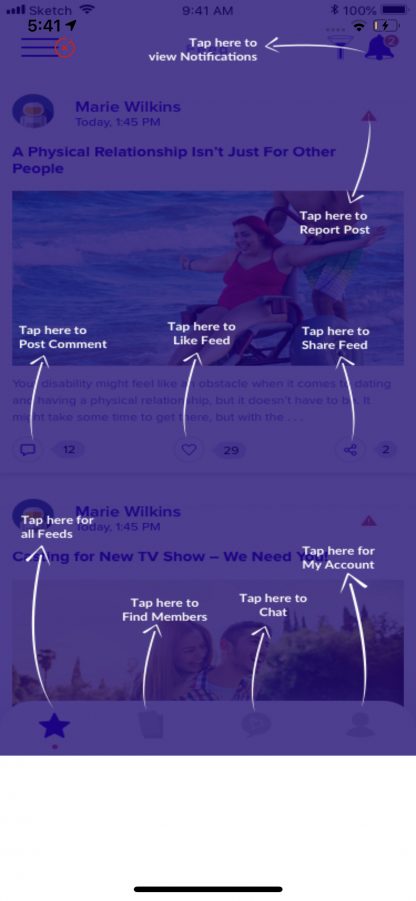 Sketch 9:41 AM 100%
5:41
Tap here to
view Notifications
2
Marie Wilkins
Today, 1:45 PM
A Physical Relationship Isn't Just For Other
People
Tap here to
Report Post
Tap here to
Post Comment
Tap here to
Like Feed
Tap here to
Share Feed
Your disability might feel like an obstacle when it comes to dating
and having a physical relationship, but it doesn't have to be. It
might take some time to get there, but with the . . .
12 29 2
Marie Wilkins
Today, 1:45 PM
Tap here for
all Feeds
for New TV Show – We Need You!
Tap here for
My Account
Tap here to
Find Members
Tap here to
Chat